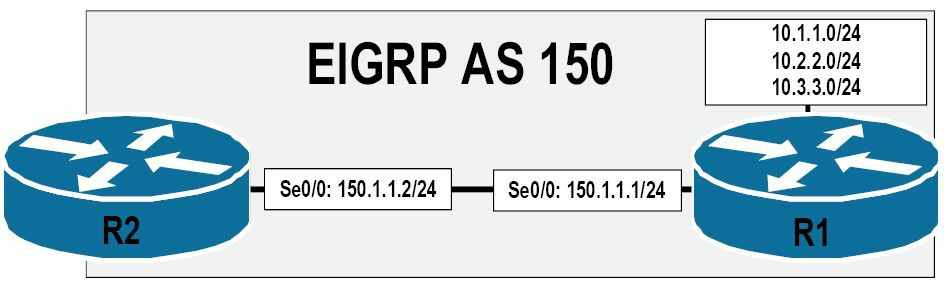 EIGRP AS 150
10.1.1.0/24
10.2.2.0/24
10.3.3.0/24
Se0/0: 150.1.1.2/24
Se0/0: 150.1.1.1/24
R2
R1